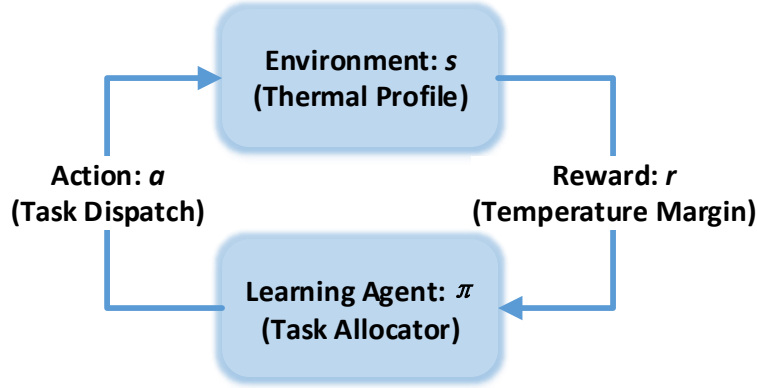 Environment: s
(Thermal Profile)
Action: a
(Task Dispatch)
Reward: r
(Temperature Margin)
Learning Agent: π
(Task Allocator)